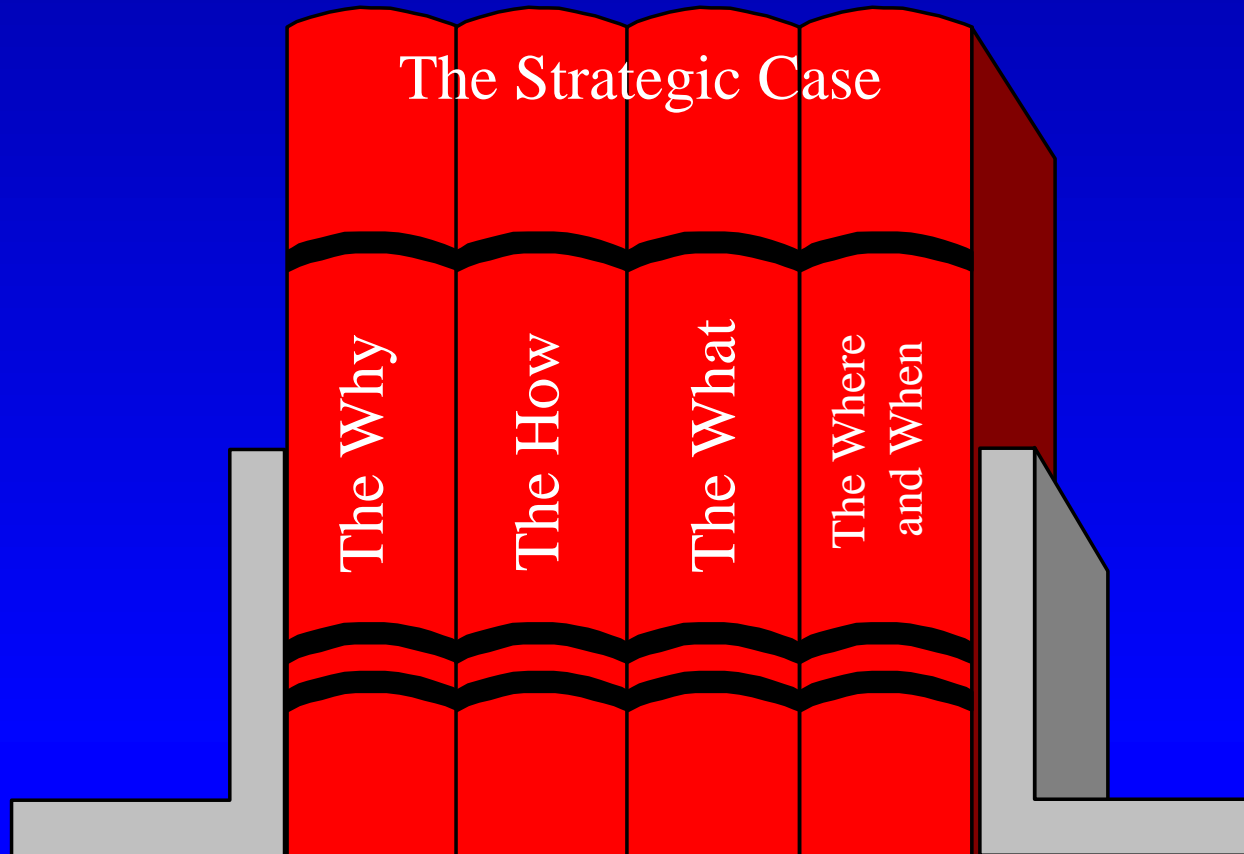 The Strategic Case
The Why
The How
The What
The Where
and When